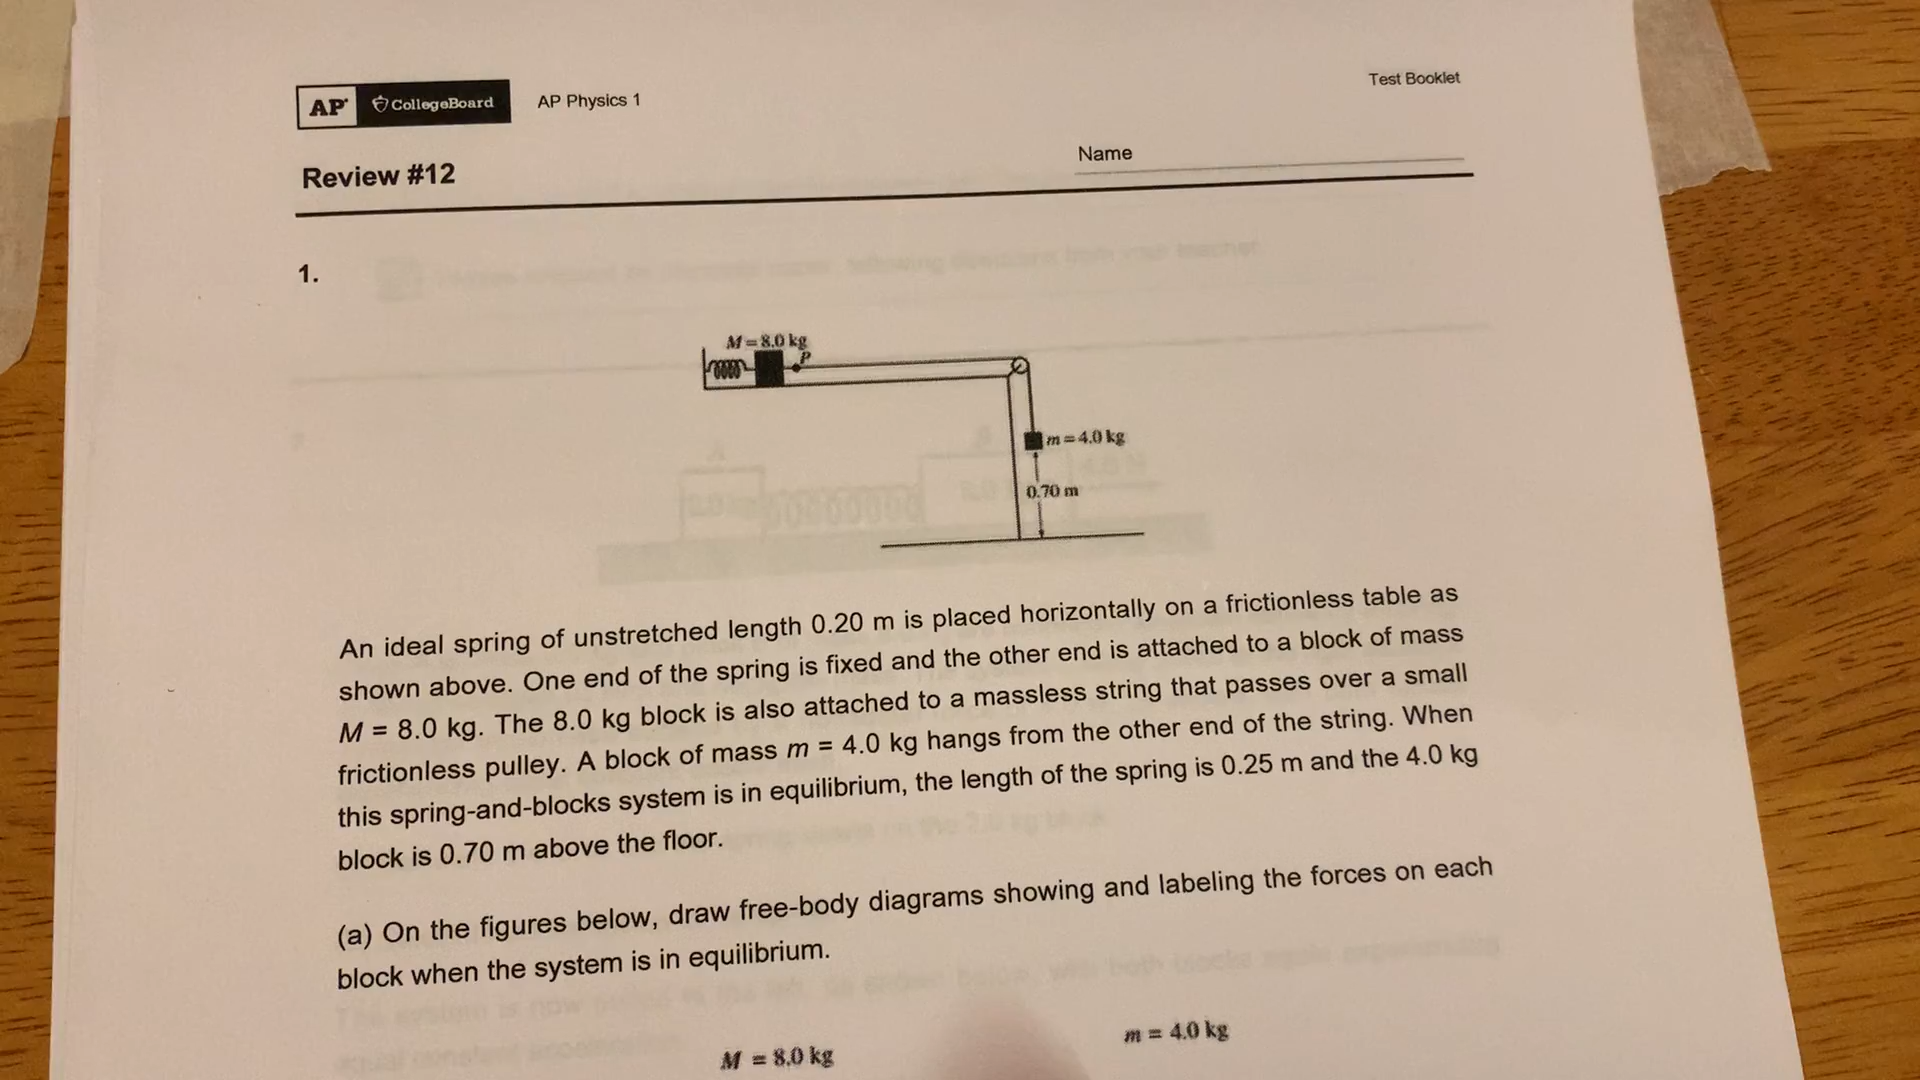 AP CollegeBoard AP Physics 1 Test Booklet
Review #12 Name
1.
M = 8.0 kg
P
m = 4.0 kg
0.70 m
An ideal spring of unstretched length 0.20 m is placed horizontally on a frictionless table as
shown above. One end of the spring is fixed and the other end is attached to a block of mass
M = 8.0 kg. The 8.0 kg block is also attached to a massless string that passes over a small
frictionless pulley. A block of mass m = 4.0 kg hangs from the other end of the string. When
this spring-and-blocks system is in equilibrium, the length of the spring is 0.25 m and the 4.0 kg
block is 0.70 m above the floor.
(a) On the figures below, draw free-body diagrams showing and labeling the forces on each
block when the system is in equilibrium.
M = 8.0 kg m = 4.0 kg